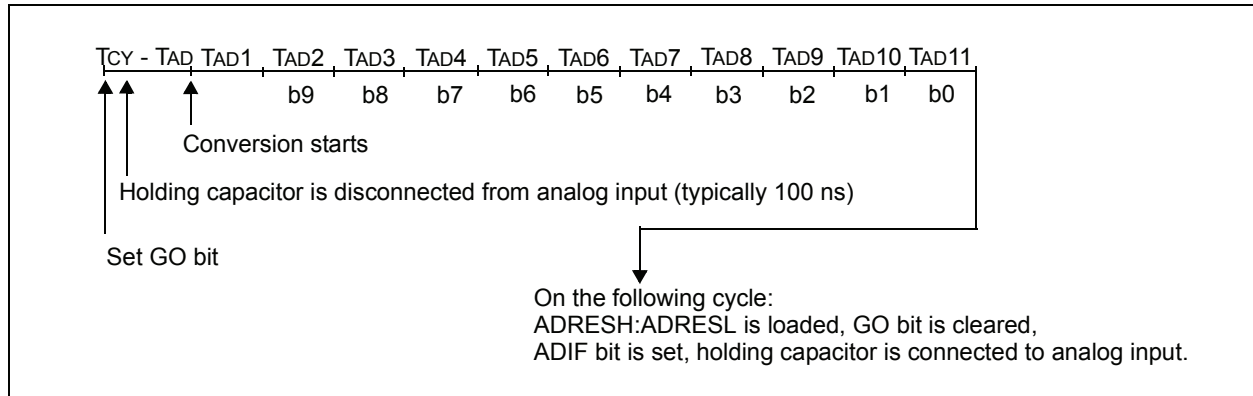 TCY - TAD TAD1 TAD2 TAD3 TAD4 TAD5 TAD6 TAD7 TAD8 TAD9 TAD10 TAD11
b9 b8 b7 b6 b5 b4 b3 b2 b1 b0
Conversion starts
Holding capacitor is disconnected from analog input (typically 100 ns)
Set GO bit
On the following cycle:
ADRESH:ADRESL is loaded, GO bit is cleared,
ADIF bit is set, holding capacitor is connected to analog input.